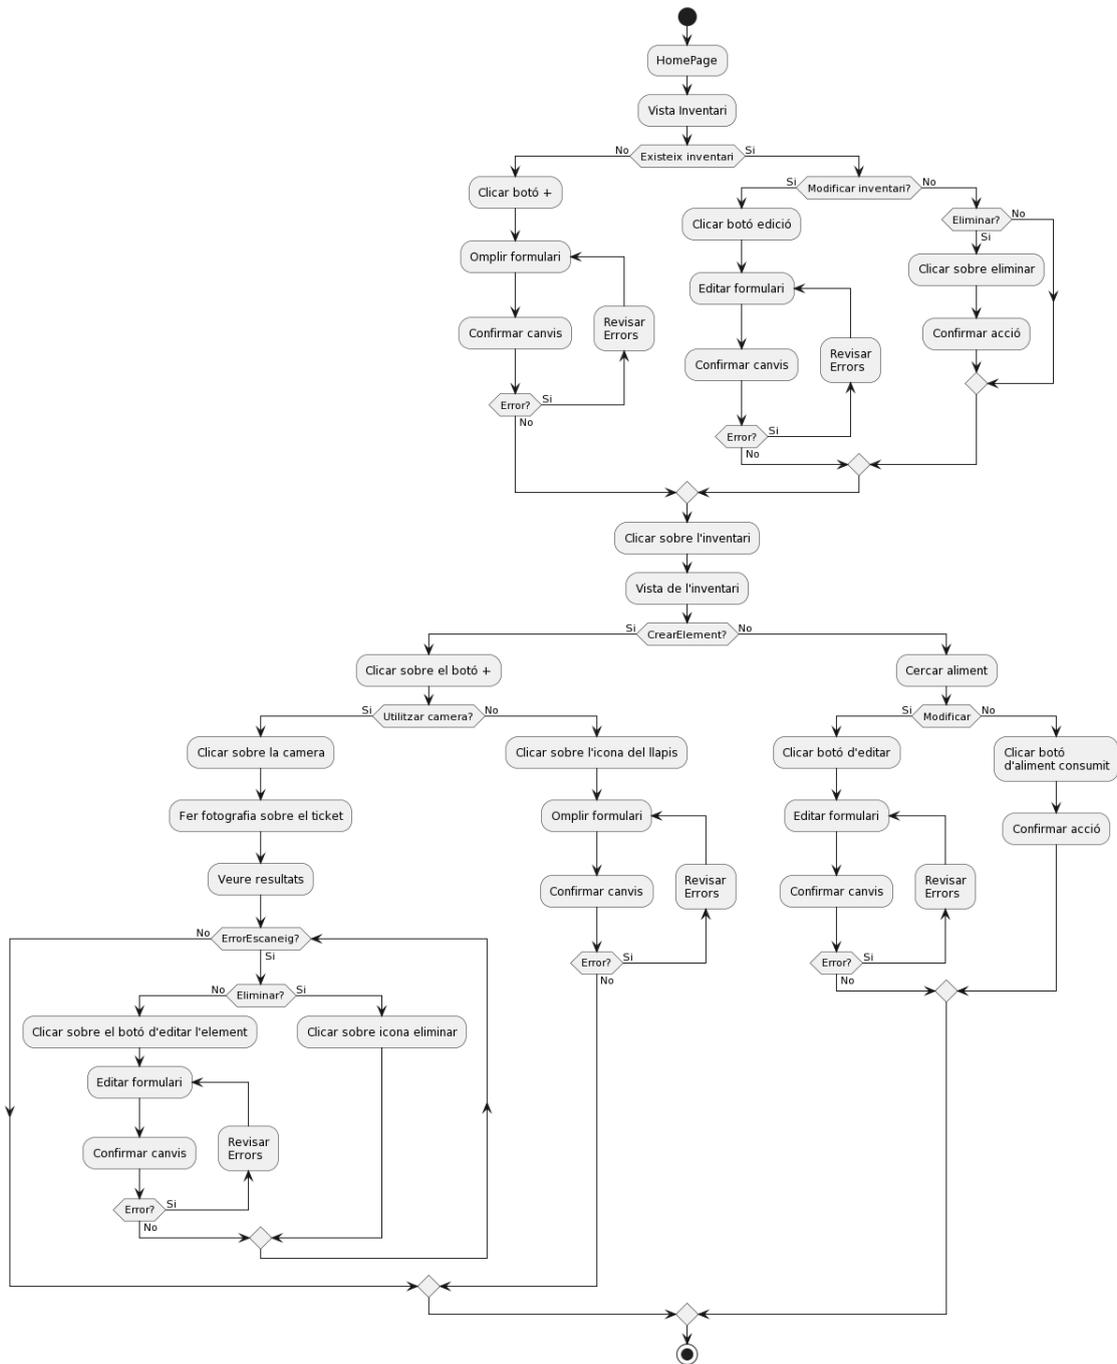 HomePage
Vista Inventari
Existeix inventari
No
Si
Clicar botó +
Omplir formulari
Confirmar canvis
Revisar
Errors
Error?
Si
No
Modificar inventari?
Si
No
Clicar botó edició
Editar formulari
Confirmar canvis
Revisar
Errors
Error?
Si
No
Eliminar?
No
Si
Clicar sobre eliminar
Confirmar acció
Clicar sobre l'inventari
Vista de l'inventari
CrearElement?
Si
No
Clicar sobre el botó +
Utilitzar camera?
Si
No
Clicar sobre la camera
Fer fotografia sobre el ticket
Veure resultats
ErrorEscaneig?
No
Si
Eliminar?
No
Si
Clicar sobre el botó d'editar l'element
Editar formulari
Confirmar canvis
Revisar
Errors
Error?
Si
No
Clicar sobre icona eliminar
Clicar sobre l'icona del llapis
Omplir formulari
Confirmar canvis
Revisar
Errors
Error?
Si
No
Cercar aliment
Modificar
Si
No
Clicar botó d'editar
Editar formulari
Confirmar canvis
Revisar
Errors
Error?
Si
No
Clicar botó
d'aliment consumit
Confirmar acció